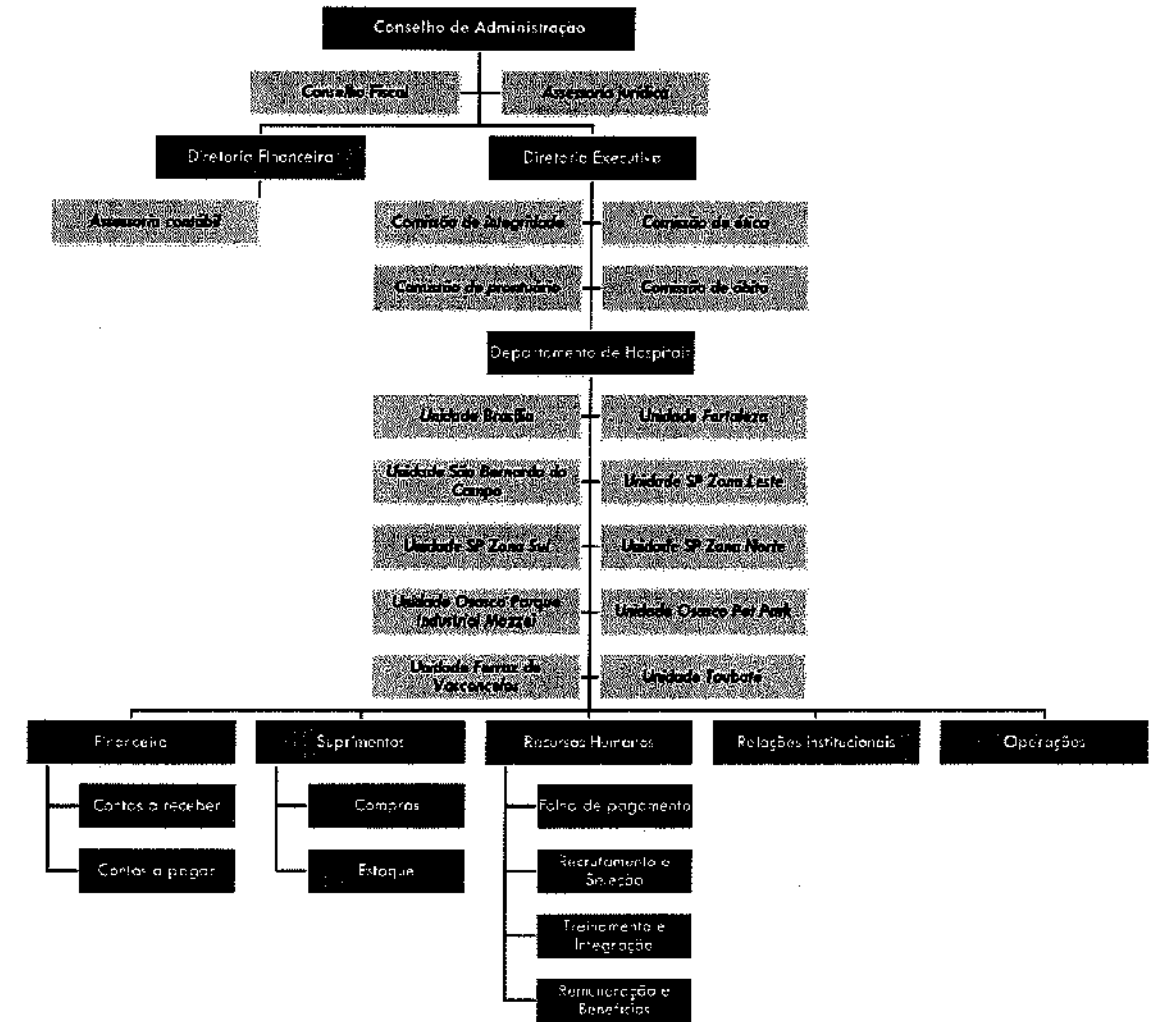 Conselho de Administração
Conselho Fiscal
Assessoria jurídica
Diretoria Financeira
Diretoria Executiva
Assessoria contábil
Comissão de Integridade
Comissão de ética
Comissão de prontuário
Comissão de óbito
Departamento de Hospitais
Unidade Brasília
Unidade Fortaleza
Unidade São Bernardo do
Campo
Unidade SP Zona Leste
Unidade SP Zona Sul
Unidade SP Zona Norte
Unidade Osasco Parque
Industrial Mazzei
Unidade Osasco Pet Park
Unidade Ferraz de
Vasconcelos
Unidade Taubaté
Financeiro
Suprimentos
Recursos Humanos
Relações Institucionais
Operações
Contas a receber
Compras
Folha de pagamento
Contas a pagar
Estoque
Recrutamento e
Seleção
Treinamento e
Integração
Remuneração e
Benefícios